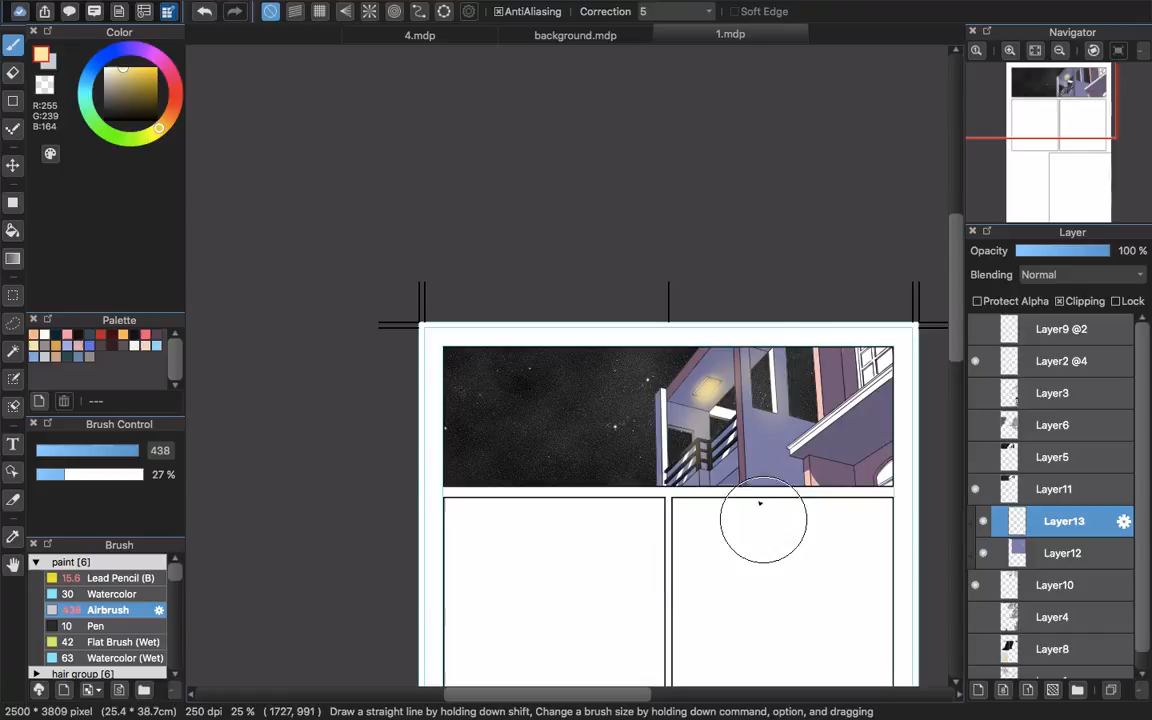 AntiAliasing Correction 5 Soft Edge
Color
4.mdp background.mdp 1.mdp
Navigator
R:255
G:239
B:164
Layer
Opacity 100 %
Blending Normal
Protect Alpha Clipping Lock
Palette
---
Brush Control
438
27 %
Layer9 @2
Layer2 @4
Layer3
Layer6
Layer5
Layer11
Layer13
Layer12
Layer10
Layer4
Layer8
Brush
paint [6]
15.6 Lead Pencil (B)
30 Watercolor
438 Airbrush
10 Pen
42 Flat Brush (Wet)
63 Watercolor (Wet)
hair group [6]
2500 * 3809 pixel (25.4 * 38.7cm) 250 dpi 25 % ( 1727, 991 ) Draw a straight line by holding down shift, Change a brush size by holding down command, option, and dragging